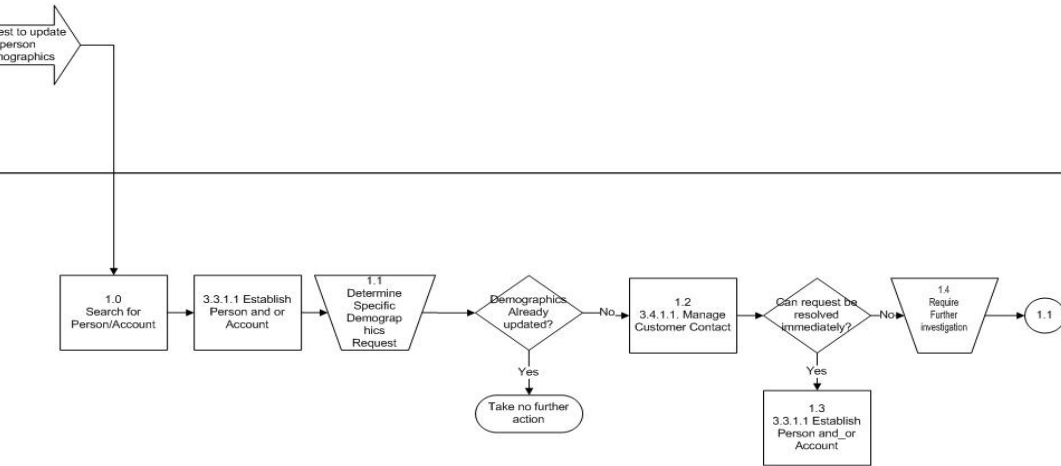 to update
person
1.0
Search for
Person/Account
3.3.1.1 Establish
Person and or
Account
1.1
Determine
Specific
Demograp
hics
Request
Demographics
Already
updated?
No
Yes
Take no further
action
1.2
3.4.1.1. Manage
Customer Contact
Can request be
resolved
immediately?
No
Yes
1.3
3.3.1.1 Establish
Person and_or
Account
1.4
Require
Further
investigation
1.1